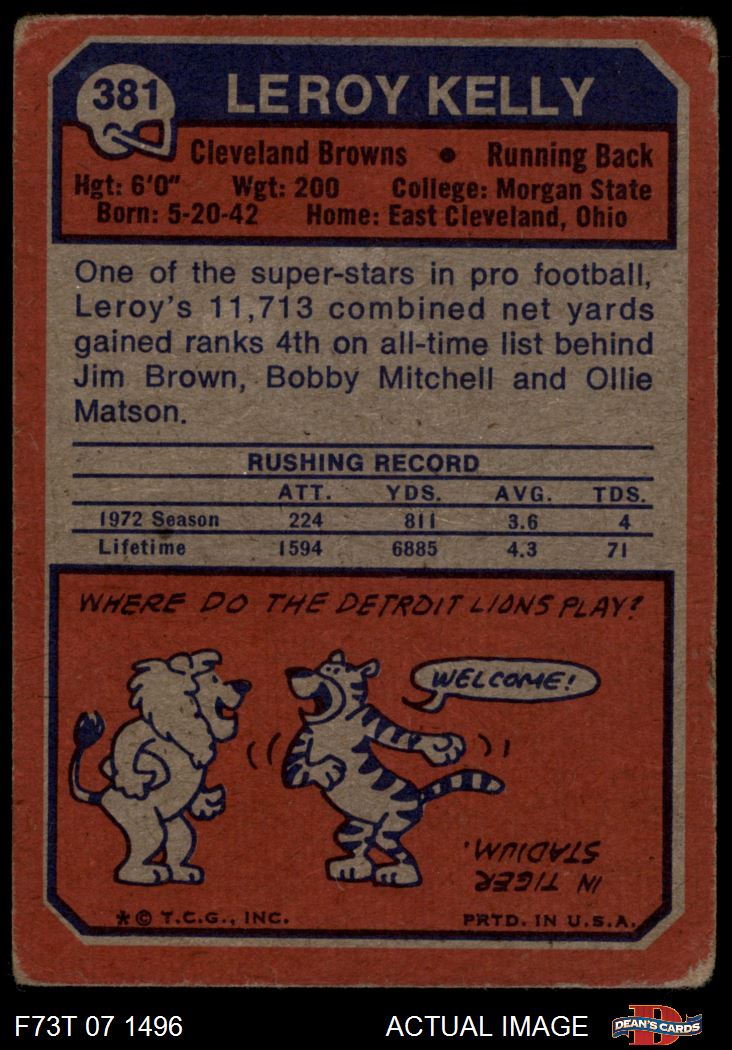 381
LEROY KELLY
Cleveland Browns • Running Back
Hgt: 6'0" Wgt: 200 College: Morgan State
Born: 5-20-42 Home: East Cleveland, Ohio
One of the super-stars in pro football,
Leroy's 11,713 combined net yards
gained ranks 4th on all-time list behind
Jim Brown, Bobby Mitchell and Ollie
Matson.
RUSHING RECORD
ATT. YDS. AVG. TDS.
1972 Season 224 811 3.6 4
Lifetime 1594 6885 4.3 71
WHERE DO THE DETROIT LIONS PLAY?
WELCOME!
IN TIGER
STADIUM.
*© T.C.G., INC. PRTD. IN U.S.A.
F73T 07 1496 ACTUAL IMAGE
D
DEAN'S CARDS